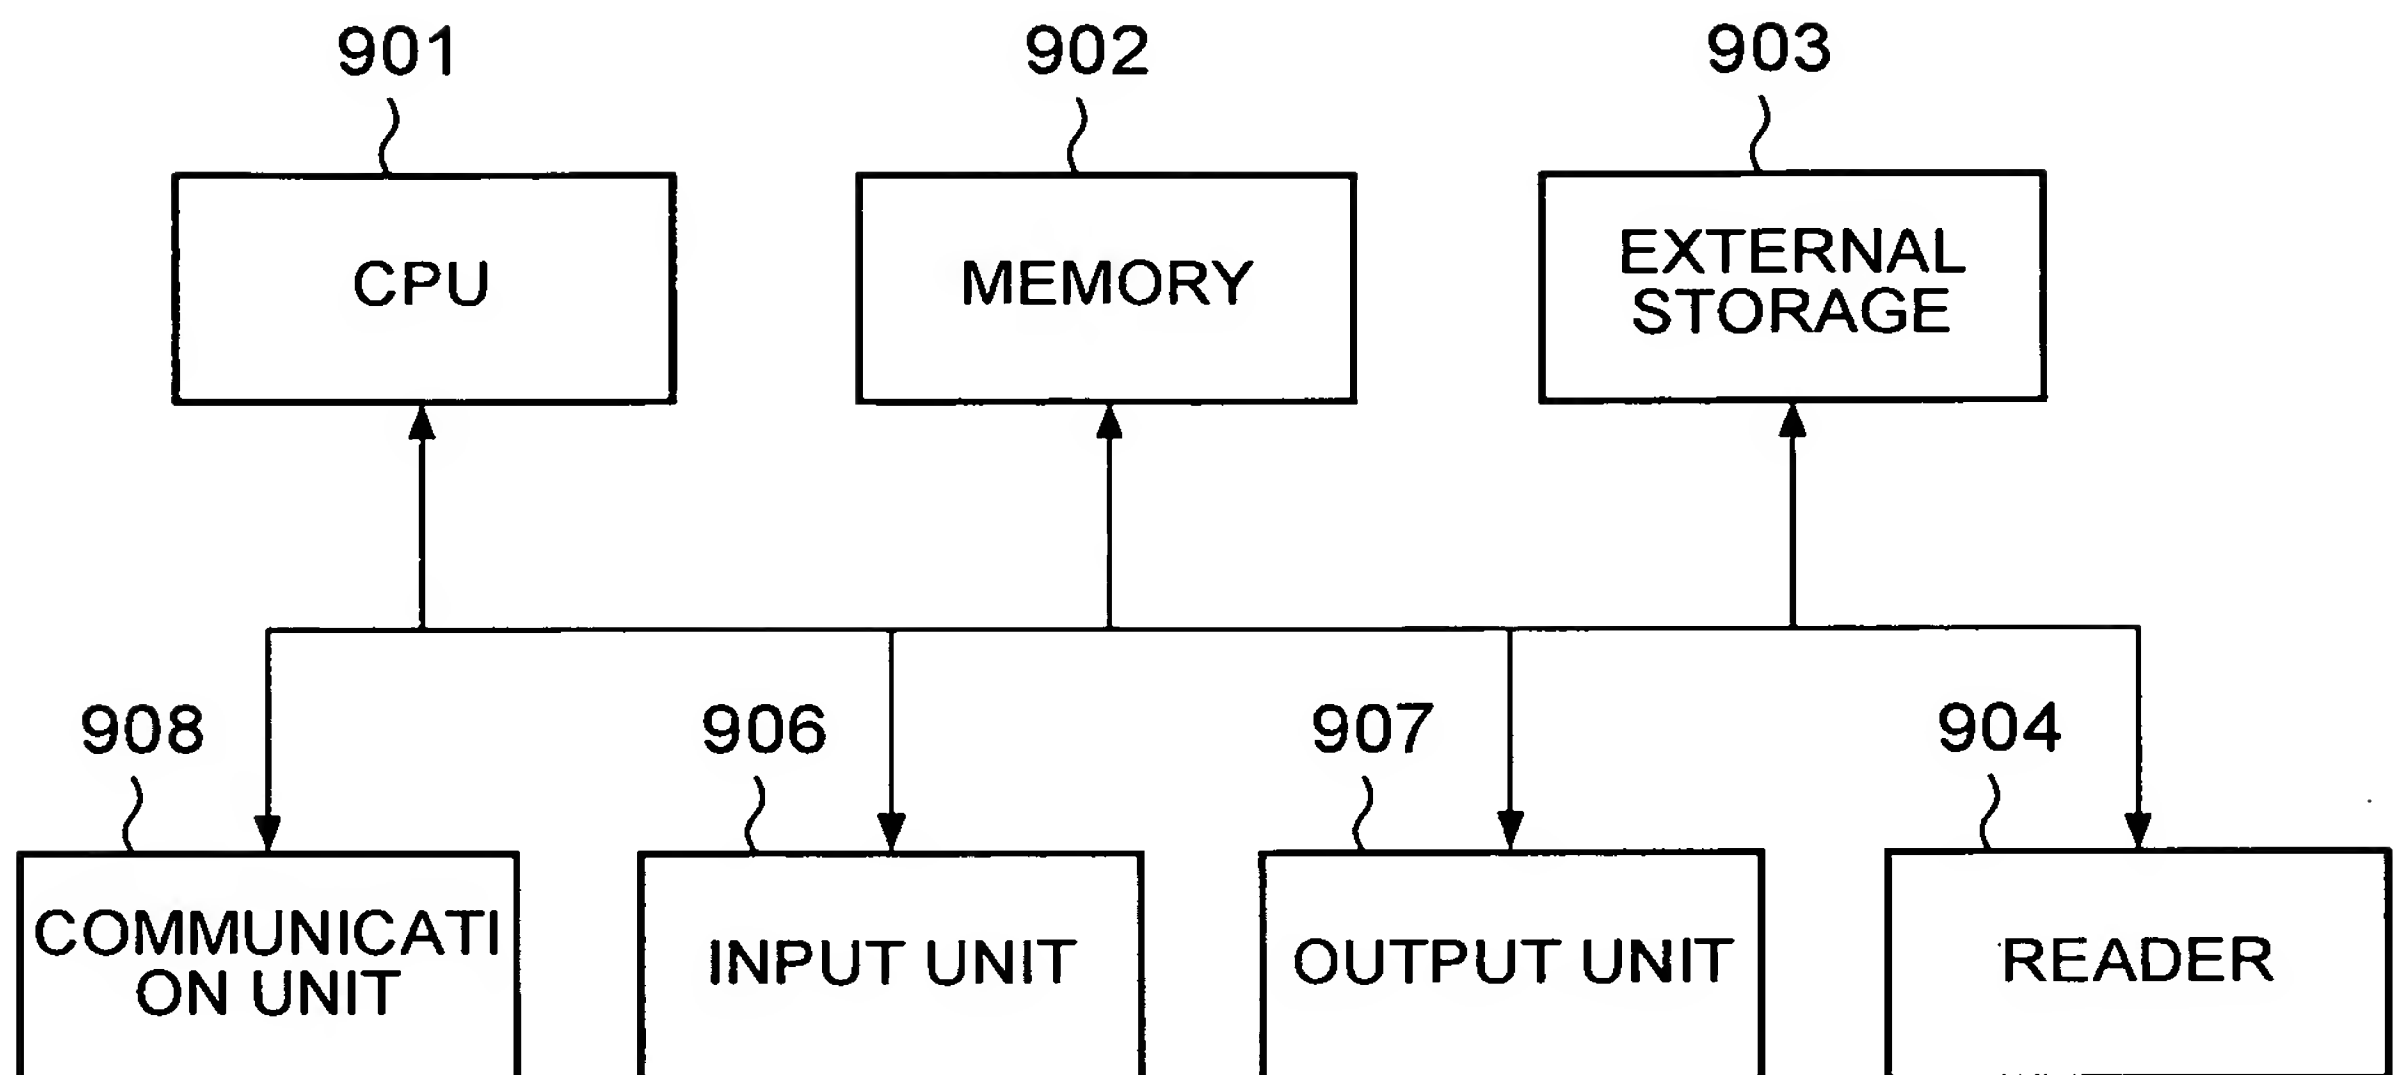 901
902
903
CPU
MEMORY
EXTERNAL
STORAGE
908
906
907
904
COMMUNICATI
ON UNIT
INPUT UNIT
OUTPUT UNIT
READER